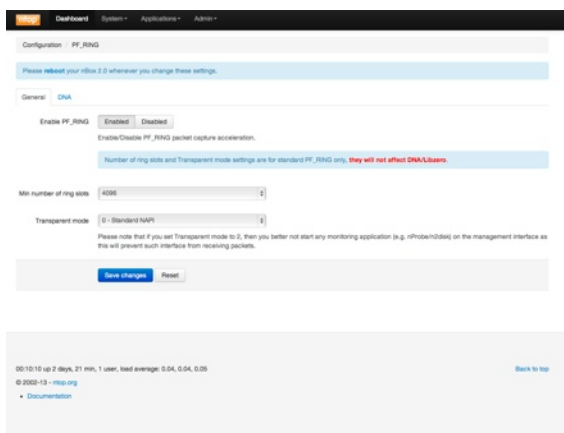 ntop Dashboard System Applications Admin
Configuration / PF_RING
Please reboot your nBox 2.0 whenever you change these settings.
General DNA
Enable PF_RING Enabled Disabled
Enable/Disable PF_RING packet capture acceleration.
Number of ring slots and Transparent mode settings are for standard PF_RING only, they will not affect DNA/Libzero.
Min number of ring slots 4096
Transparent mode 0 - Standard NAPI
Please note that if you set Transparent mode to 2, then you better not start any monitoring application (e.g. nProbe/n2disk) on the management interface as
this will prevent such interface from receiving packets.
Save changes Reset
00:10:10 up 2 days, 21 min, 1 user, load average: 0.04, 0.04, 0.05 Back to top
© 2002-13 - ntop.org
• Documentation